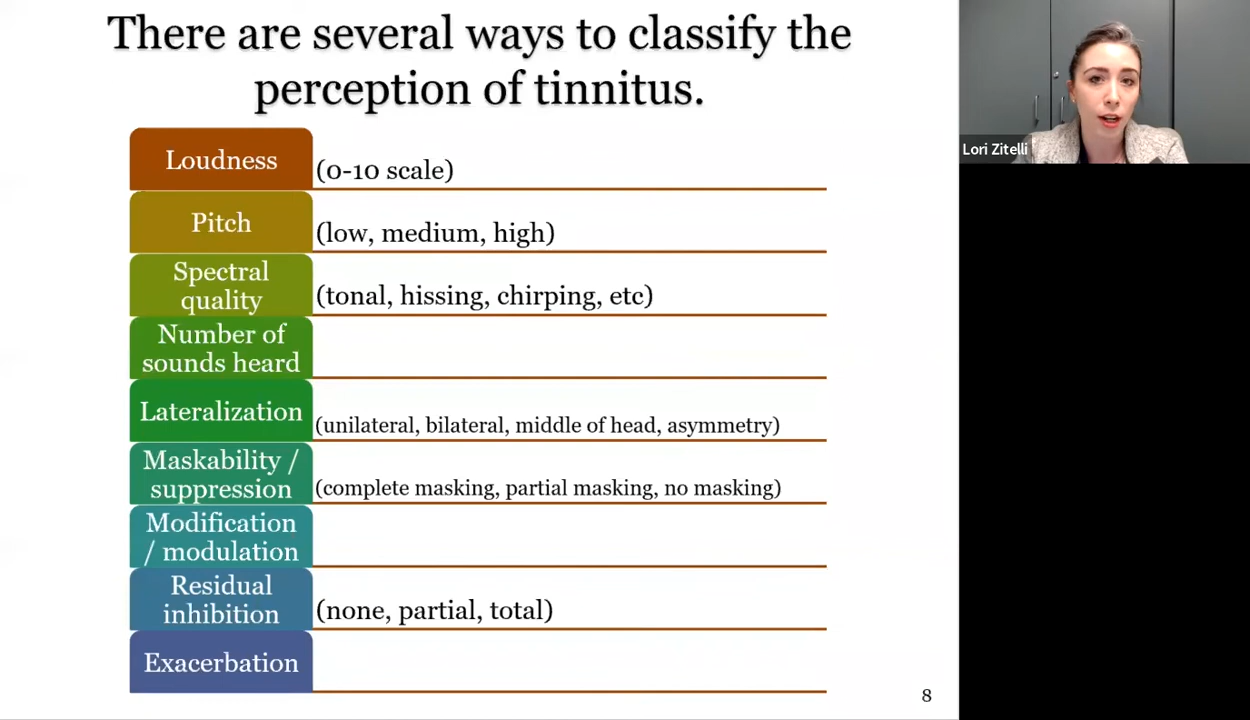 There are several ways to classify the
perception of tinnitus.
Loudness
(0-10 scale)
Pitch
(low, medium, high)
Spectral
quality
(tonal, hissing, chirping, etc)
Number of
sounds heard
Lateralization
(unilateral, bilateral, middle of head, asymmetry)
Maskability /
suppression
(complete masking, partial masking, no masking)
Modification
/ modulation
Residual
inhibition
(none, partial, total)
Exacerbation
8
Lori Zitelli